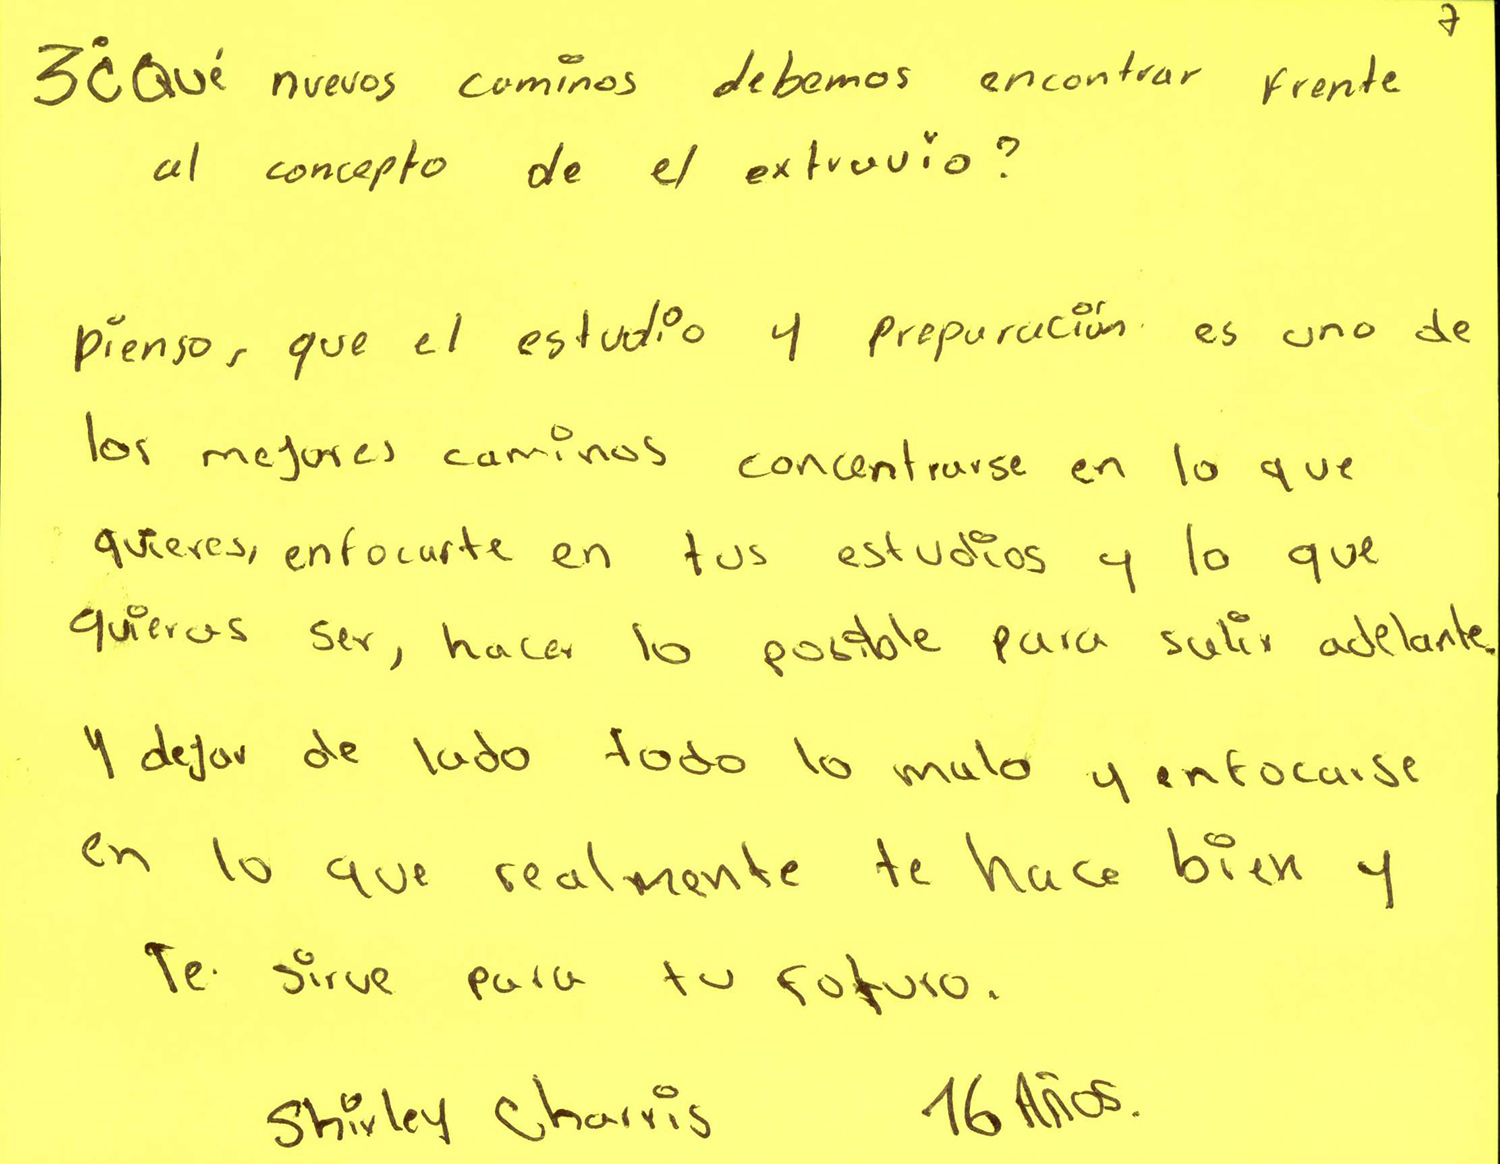 7
3¿Qué nuevos caminos debemos encontrar frente
al concepto de el extravio?
Pienso, que el estudio y preparación es uno de
los mejores caminos concentrarse en lo que
quieres, enfocarte en tus estudios y lo que
quieras ser, hacer lo posible para salir adelante.
Y dejar de lado todo lo malo y enfocarse
en lo que realmente te hace bien y
Te sirve para tu futuro.
Shirley Charris 16 Años.